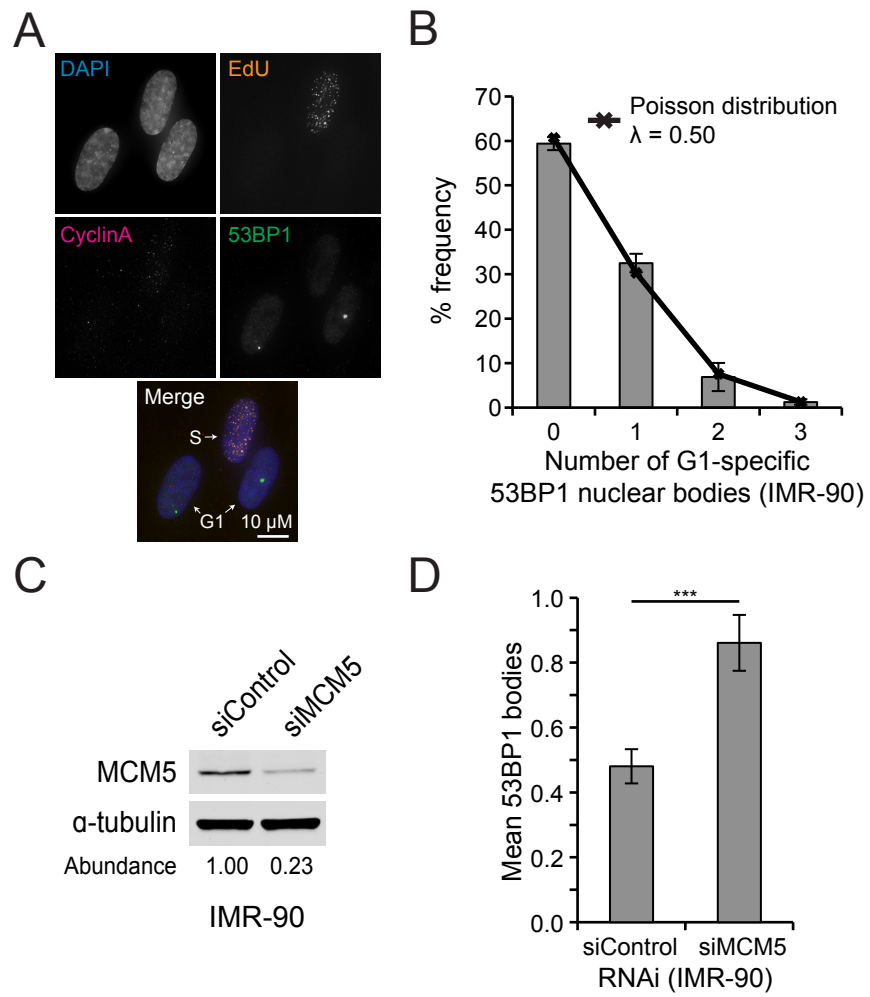 A
DAPI
EdU
CyclinA
53BP1
Merge
S
G1
10 µM
B
70
60
50
40
30
20
10
0
% frequency
Poisson distribution
λ = 0.50
0 1 2 3
Number of G1-specific
53BP1 nuclear bodies (IMR-90)
C
siControl
siMCM5
MCM5
α-tubulin
Abundance 1.00 0.23
IMR-90
D
1.0
0.8
0.6
0.4
0.2
0.0
Mean 53BP1 bodies
***
siControl siMCM5
RNAi (IMR-90)